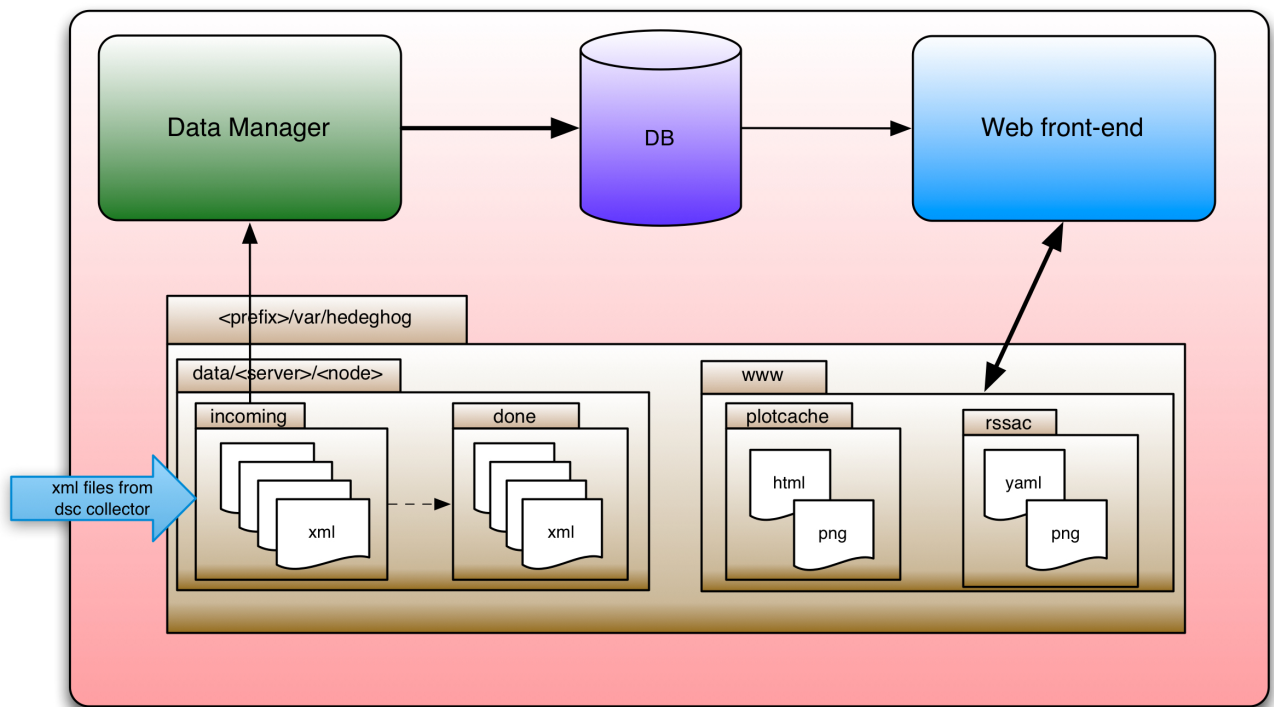 Data Manager
DB
Web front-end
<prefix>/var/hedeghog
data/<server>/<node>
www
incoming
done
plotcache
rssac
xml files from
dsc collector
xml
xml
html
png
yaml
png